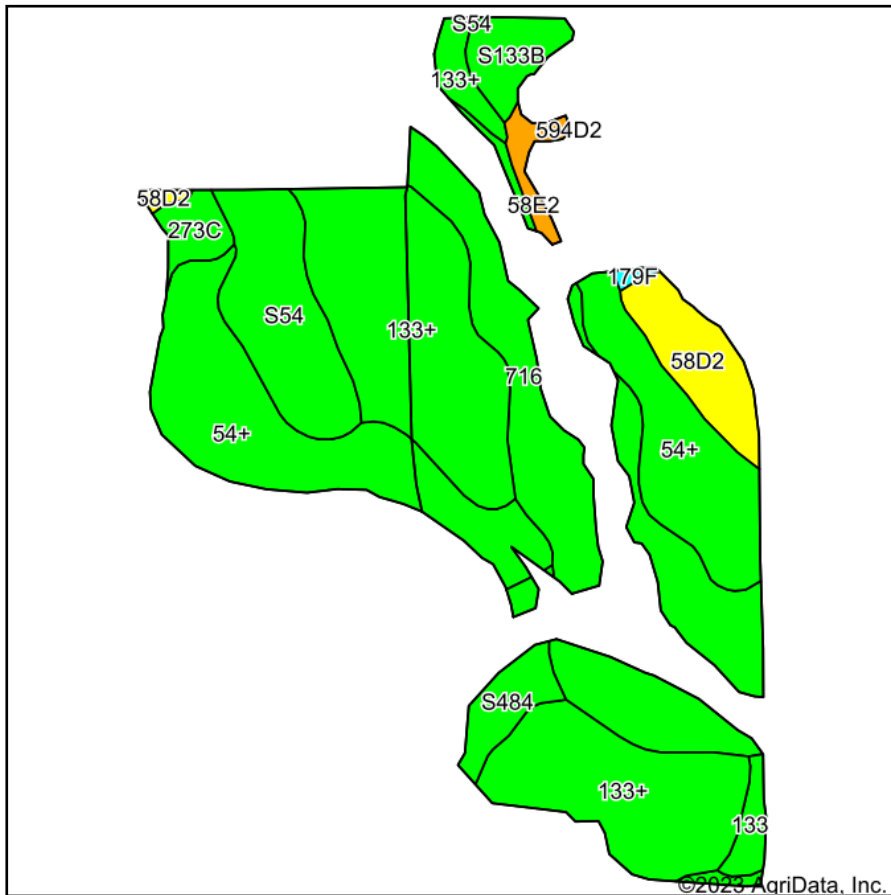 S54
S133B
133+
594D2
58D2
58E2
273C
179F
S54
133+
58D2
716
54+
54+
S484
133+
133
©2023 AgriData, Inc.